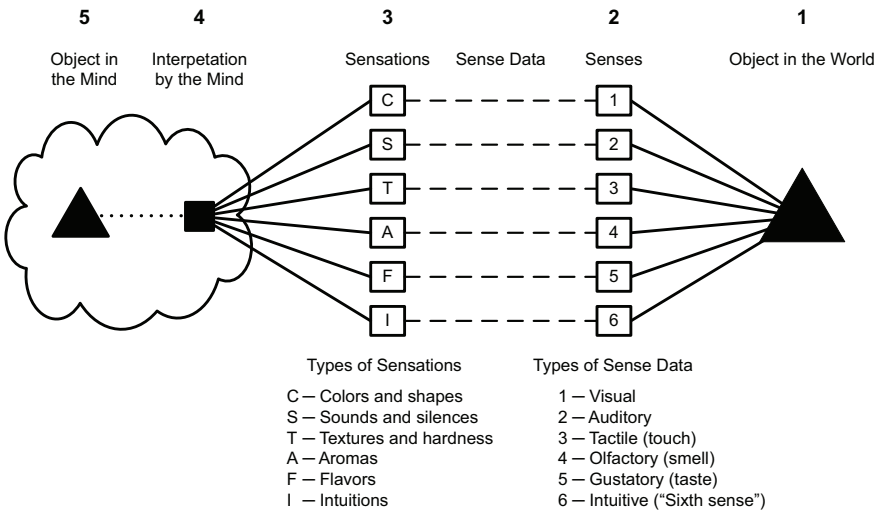 5 4 3 2 1
Object in the Mind
Interpetation by the Mind
Sensations
Sense Data
Senses
Object in the World
C 1
S 2
T 3
A 4
F 5
I 6
Types of Sensations
C — Colors and shapes
S — Sounds and silences
T — Textures and hardness
A — Aromas
F — Flavors
I — Intuitions
Types of Sense Data
1 — Visual
2 — Auditory
3 — Tactile (touch)
4 — Olfactory (smell)
5 — Gustatory (taste)
6 — Intuitive (“Sixth sense”)